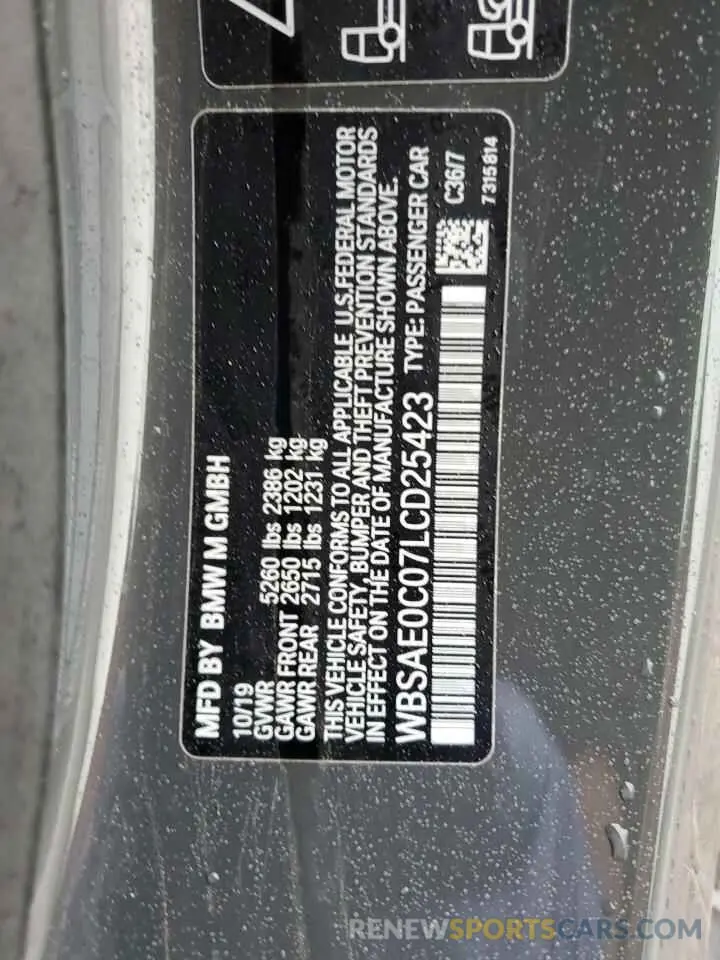 MFD BY BMW M GMBH
10/19
GVWR 5260 lbs 2386 kg
GAWR FRONT 2650 lbs 1202 kg
GAWR REAR 2715 lbs 1231 kg
THIS VEHICLE CONFORMS TO ALL APPLICABLE U.S. FEDERAL MOTOR
VEHICLE SAFETY, BUMPER AND THEFT PREVENTION STANDARDS
IN EFFECT ON THE DATE OF MANUFACTURE SHOWN ABOVE.
WBSAE0C07LCD25423 TYPE: PASSENGER CAR
C36/7
7315814
RENEWSPORTSCARS.COM